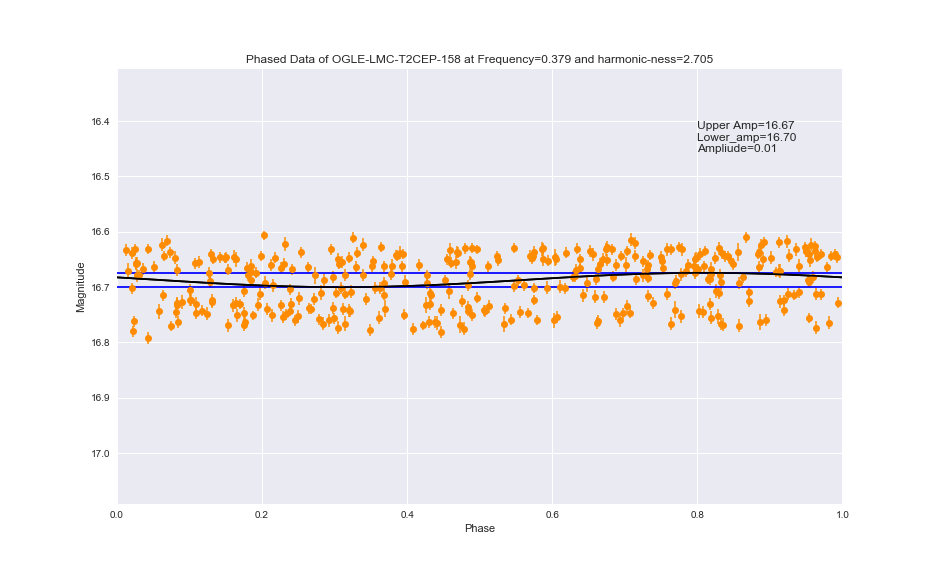 Phased Data of OGLE-LMC-T2CEP-158 at Frequency=0.379 and harmonic-ness=2.705
Upper Amp=16.67
Lower_amp=16.70
Ampliude=0.01
16.4
16.5
16.6
16.7
16.8
16.9
17.0
Magnitude
0.0
0.2
0.4
0.6
0.8
1.0
Phase